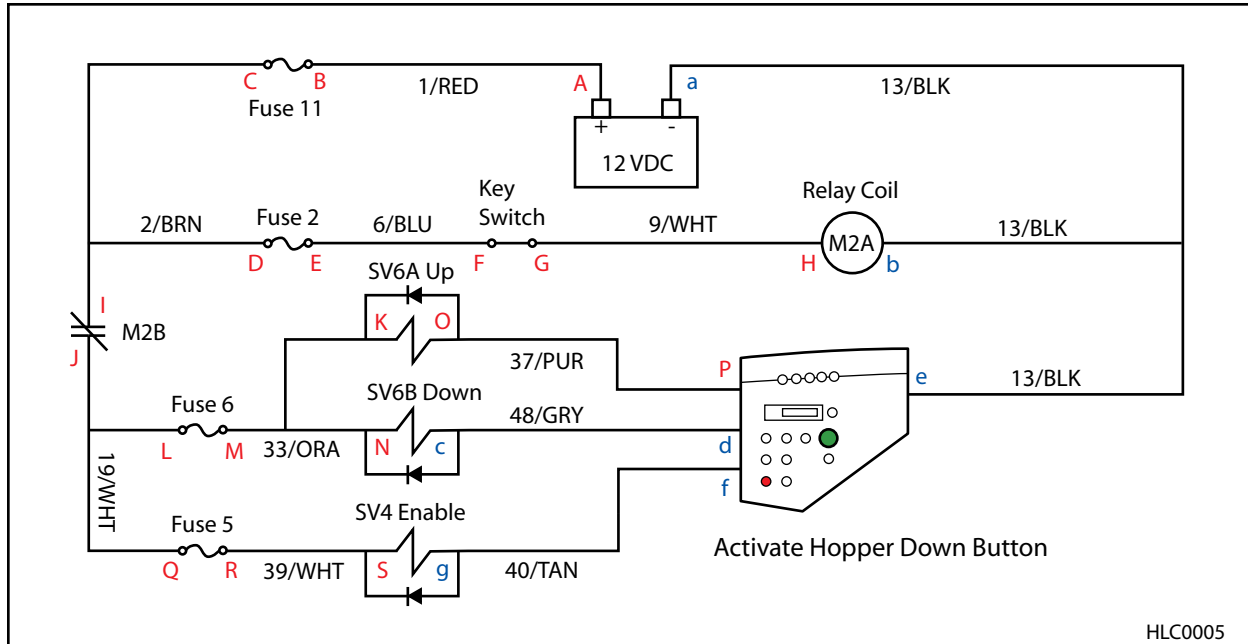 C B 1/RED A a 13/BLK
Fuse 11
+ -
12 VDC
Key
Switch
Relay Coil
2/BRN Fuse 2 6/BLU 9/WHT M2A 13/BLK
D E F G H b
SV6A Up
I K O
M2B
J
37/PUR
P e 13/BLK
Fuse 6 SV6B Down 48/GRY
L M 33/ORA N c d
19/WHT
f
Fuse 5 SV4 Enable
Q R 39/WHT S g 40/TAN
Activate Hopper Down Button
HLC0005